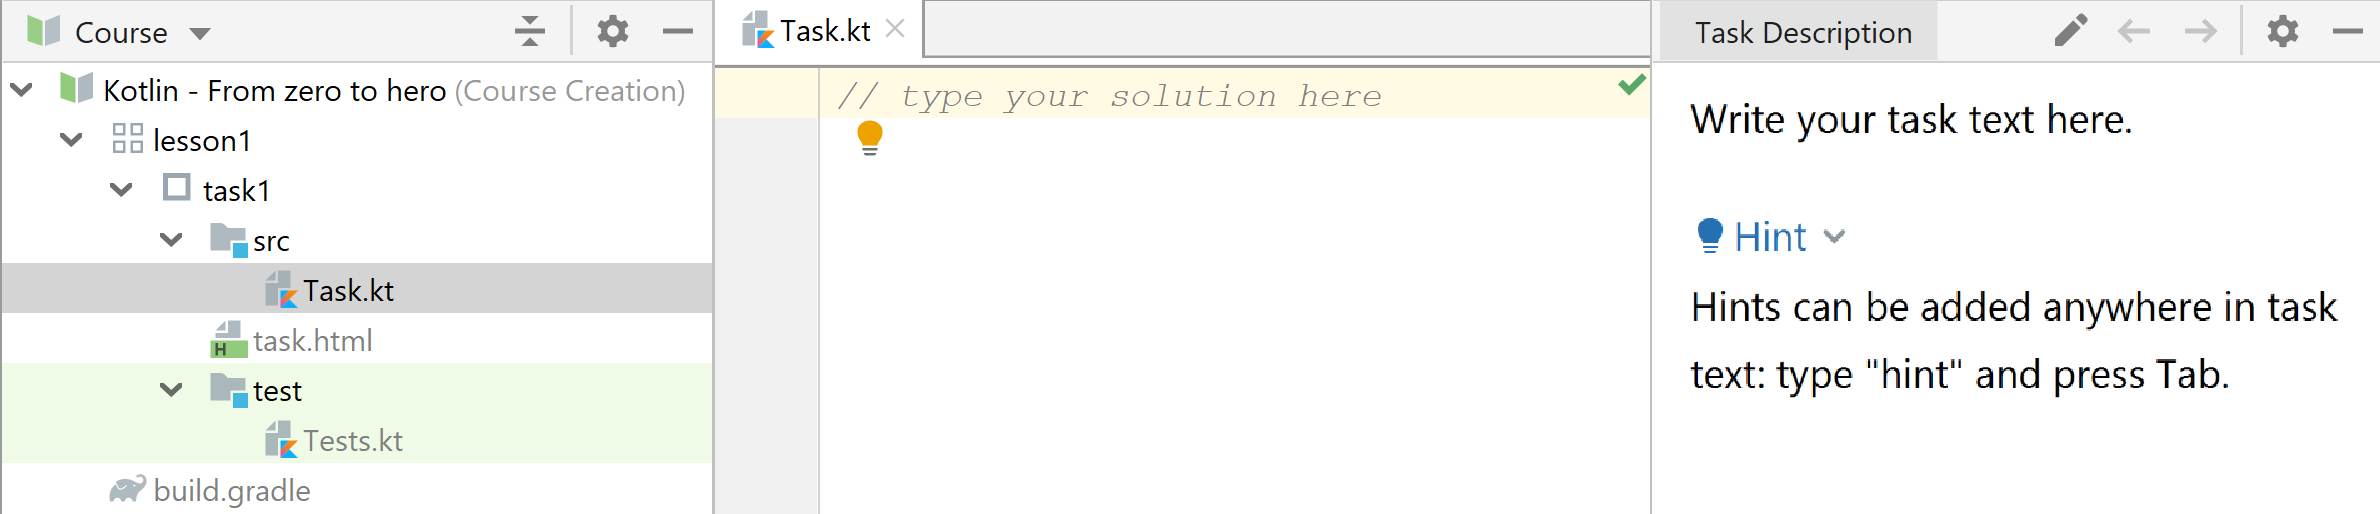 Course
Kotlin - From zero to hero (Course Creation)
lesson1
task1
src
Task.kt
H task.html
test
Tests.kt
build.gradle
Task.kt
// type your solution here
Task Description
Write your task text here.
Hint
Hints can be added anywhere in task
text: type "hint" and press Tab.